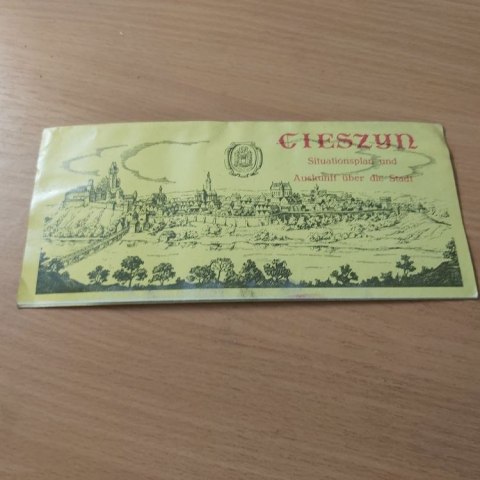 CIESZYN
Situationsplan und
Auskunft über die Stadt